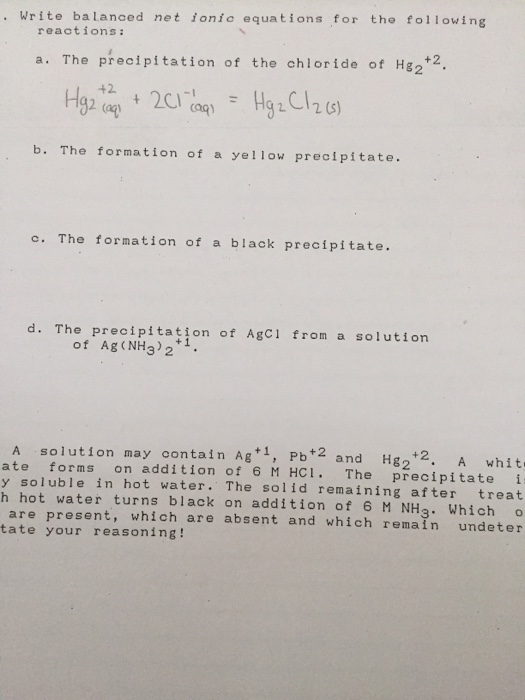 . Write balanced net ionic equations for the following
reactions:
a. The precipitation of the chloride of Hg2+2.
Hg2+2(aq) + 2Cl-1(aq) = Hg2Cl2(s)
b. The formation of a yellow precipitate.
c. The formation of a black precipitate.
d. The precipitation of AgCl from a solution
of Ag(NH3)2+1.
A solution may contain Ag+1, Pb+2 and Hg2+2. A whit
ate forms on addition of 6 M HCl. The precipitate i
y soluble in hot water. The solid remaining after treat
h hot water turns black on addition of 6 M NH3. Which o
are present, which are absent and which remain undeter
tate your reasoning!